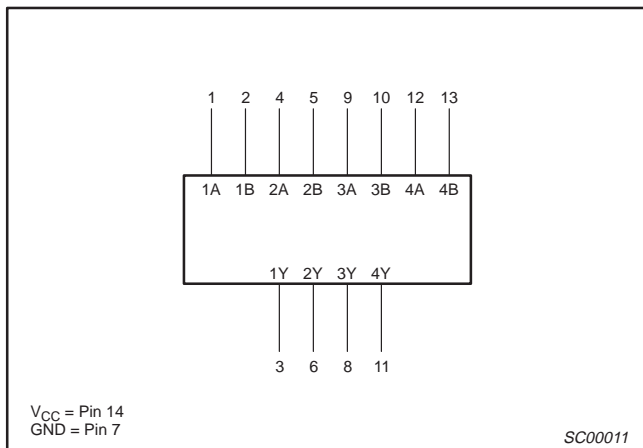 1 2 4 5 9 10 12 13
1A 1B 2A 2B 3A 3B 4A 4B
1Y 2Y 3Y 4Y
3 6 8 11
VCC = Pin 14
GND = Pin 7
SC00011